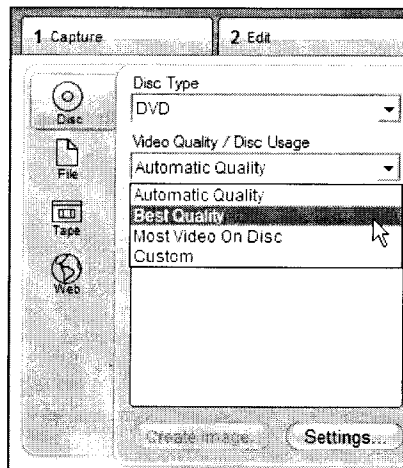 1 Capture
2 Edit
Disc
File
Tape
Web
Disc Type
DVD
Video Quality / Disc Usage
Automatic Quality
Automatic Quality
Best Quality
Most Video On Disc
Custom
Create Image.
Settings...